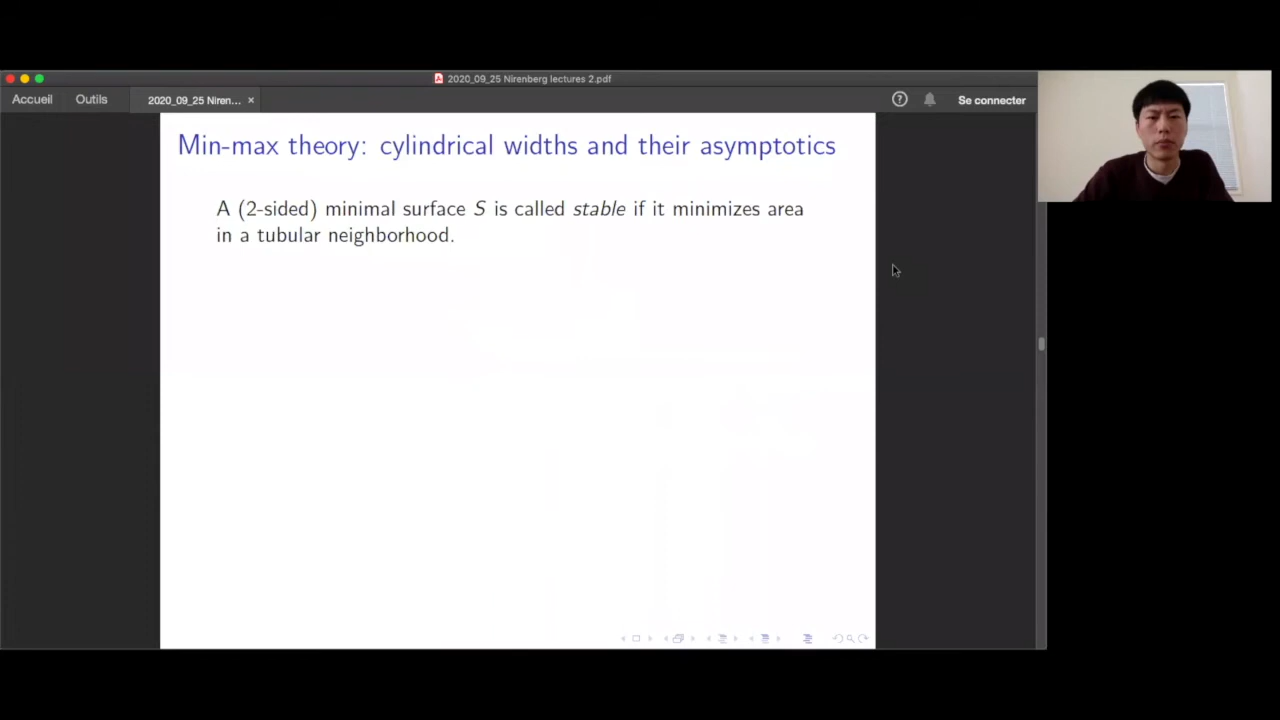 2020_09_25 Nirenberg lectures 2.pdf
Accueil Outils 2020_09_25 Niren... × ? Se connecter
Min-max theory: cylindrical widths and their asymptotics
A (2-sided) minimal surface S is called stable if it minimizes area
in a tubular neighborhood.